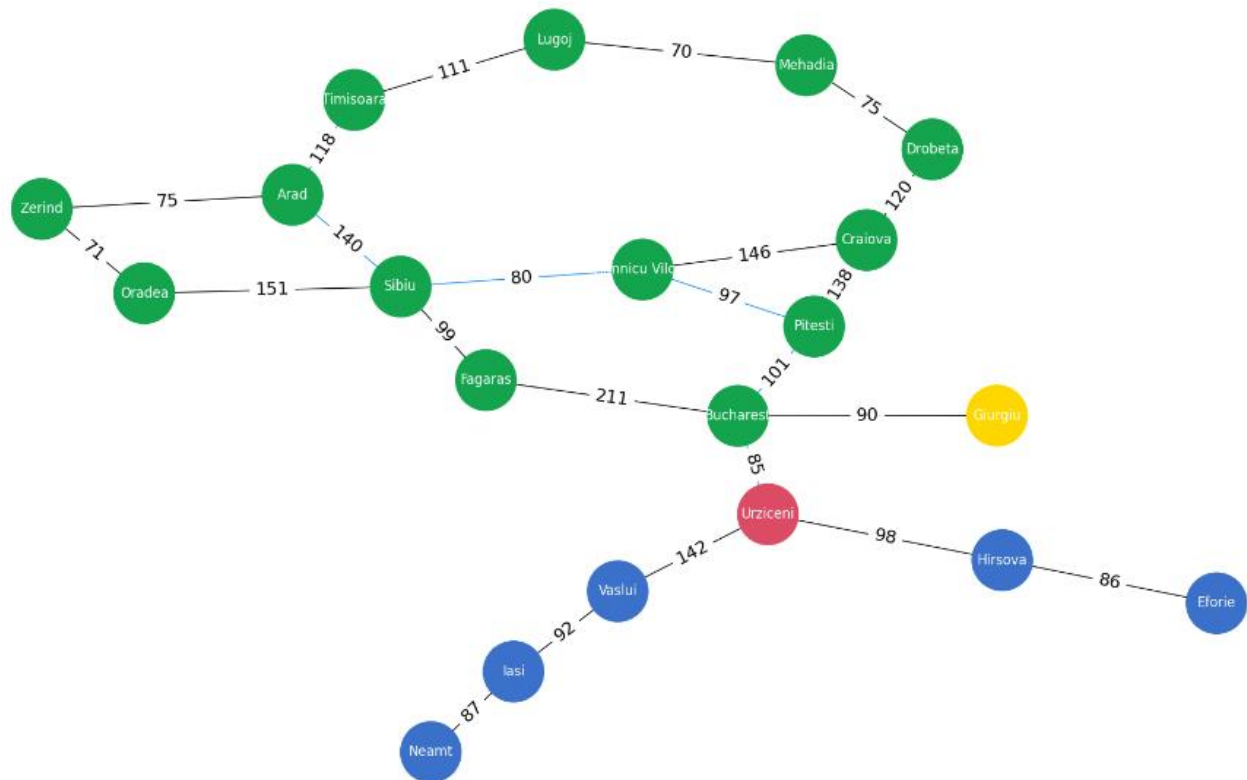 Lugoj
70
Mehadia
111
Timisoara
75
118
Drobeta
Arad
120
75
Zerind
Craiova
140
146
71
80
mnicu Vilc
138
Oradea
151
Sibiu
97
Pitesti
99
101
Fagaras
211
Bucharest
90
Giurgiu
85
Urziceni
98
142
Hirsova
86
Vaslui
Eforie
92
Iasi
87
Neamt